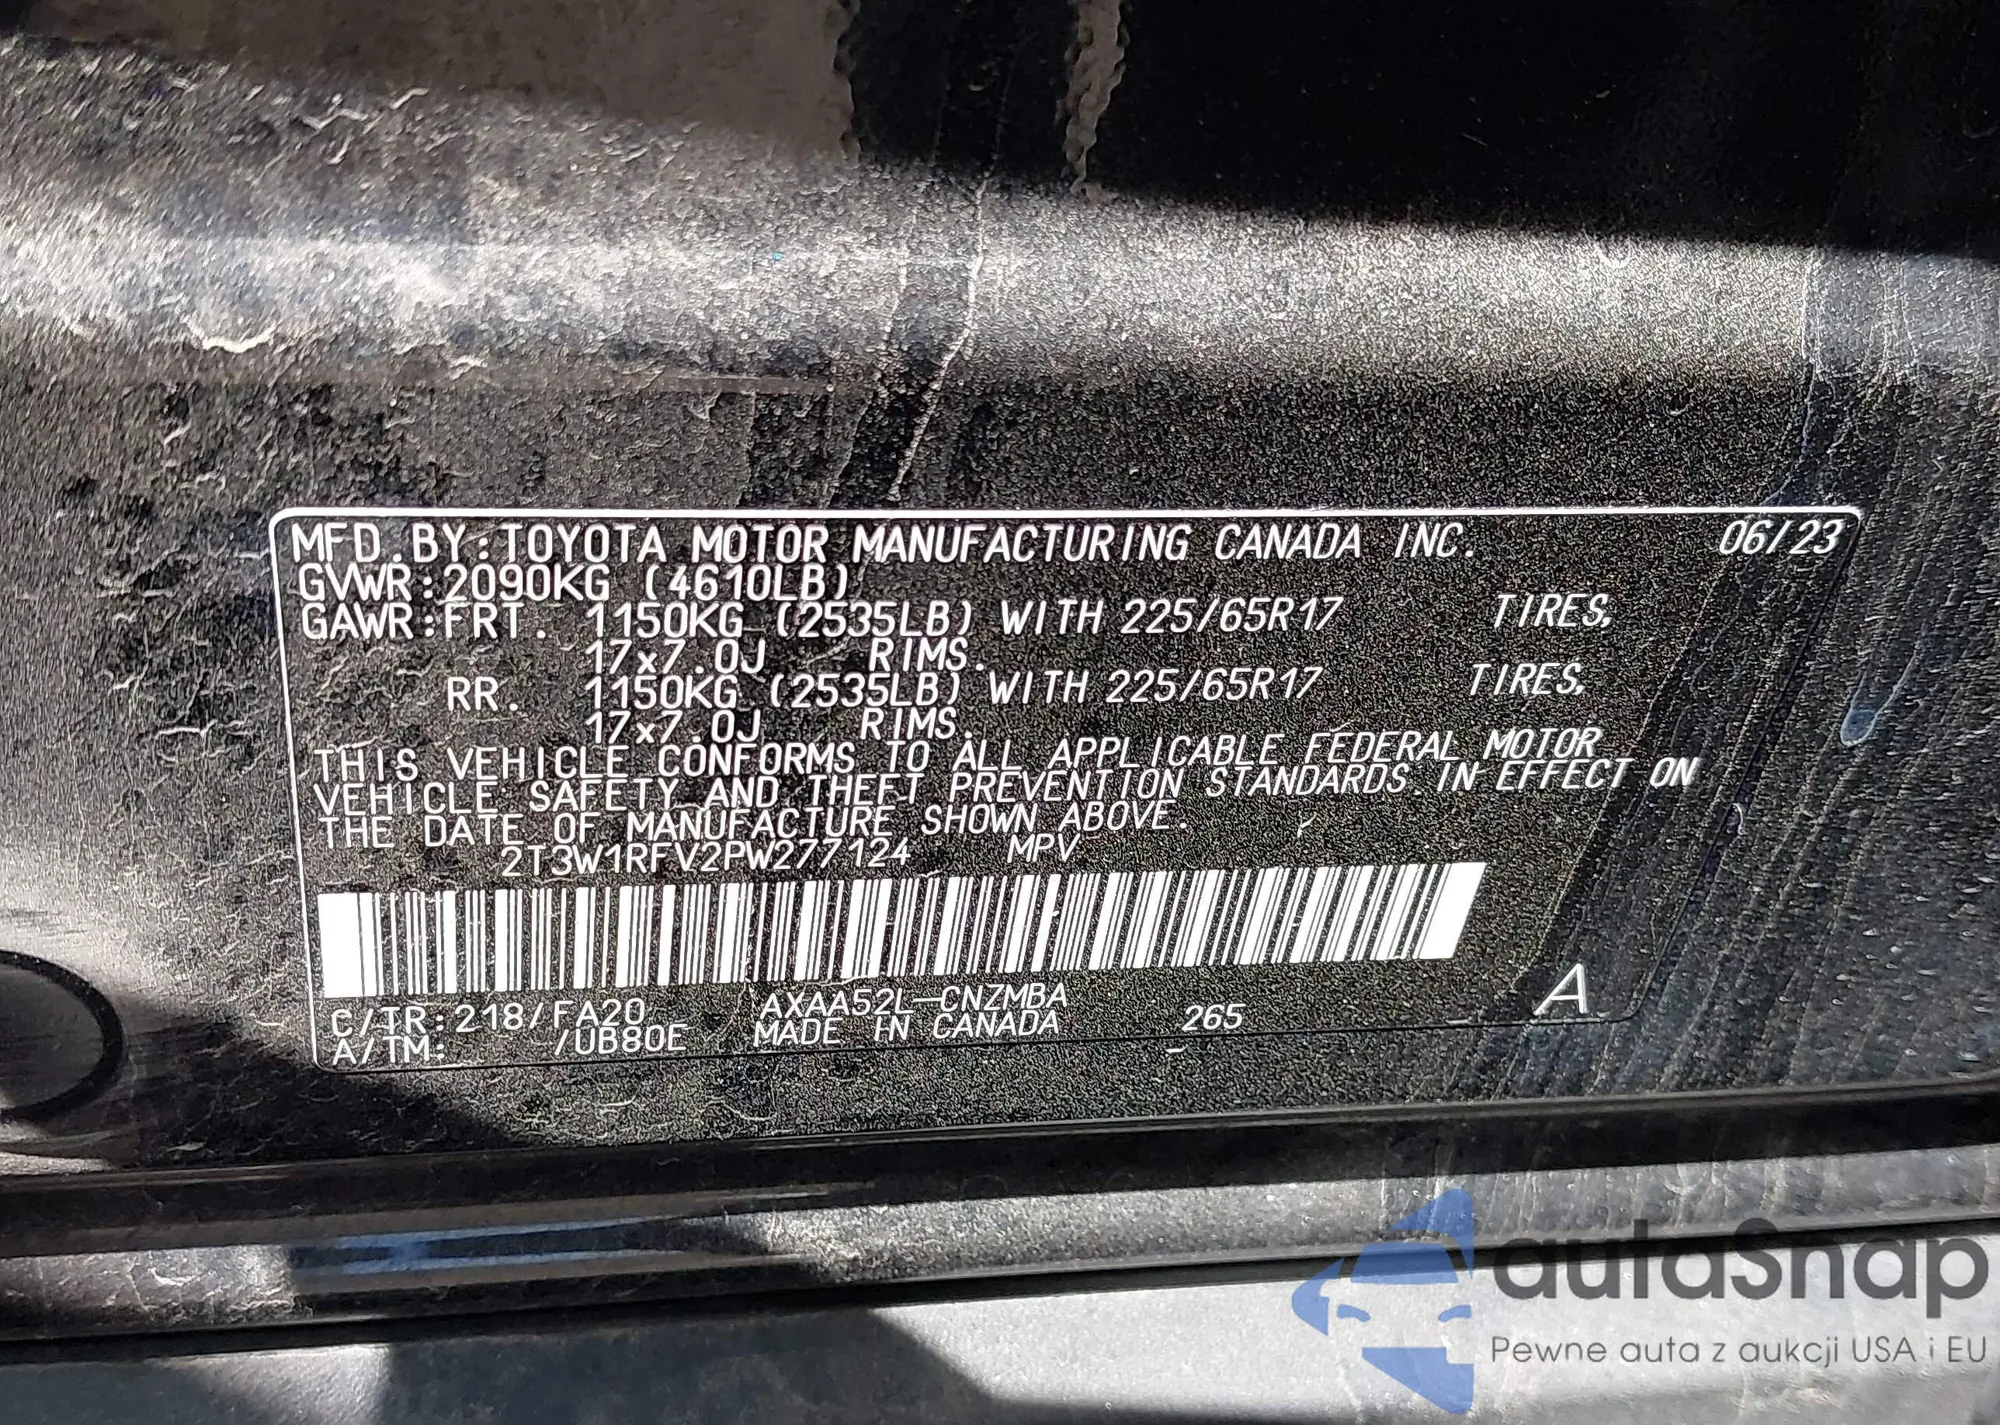 MFD.BY:TOYOTA MOTOR MANUFACTURING CANADA INC. 06/23
GVWR:2090KG (4610LB)
GAWR:FRT. 1150KG (2535LB) WITH 225/65R17 TIRES,
17x7.0J RIMS.
RR. 1150KG (2535LB) WITH 225/65R17 TIRES,
17x7.0J RIMS.
THIS VEHICLE CONFORMS TO ALL APPLICABLE FEDERAL MOTOR
VEHICLE SAFETY AND THEFT PREVENTION STANDARDS IN EFFECT ON
THE DATE OF MANUFACTURE SHOWN ABOVE.
2T3W1RFV2PW277124 MPV
C/TR:218/FA20 AXAA52L-CNZMBA 265 A
A/TM: /UB80E MADE IN CANADA
autaSnap
Pewne auta z aukcji USA i EU